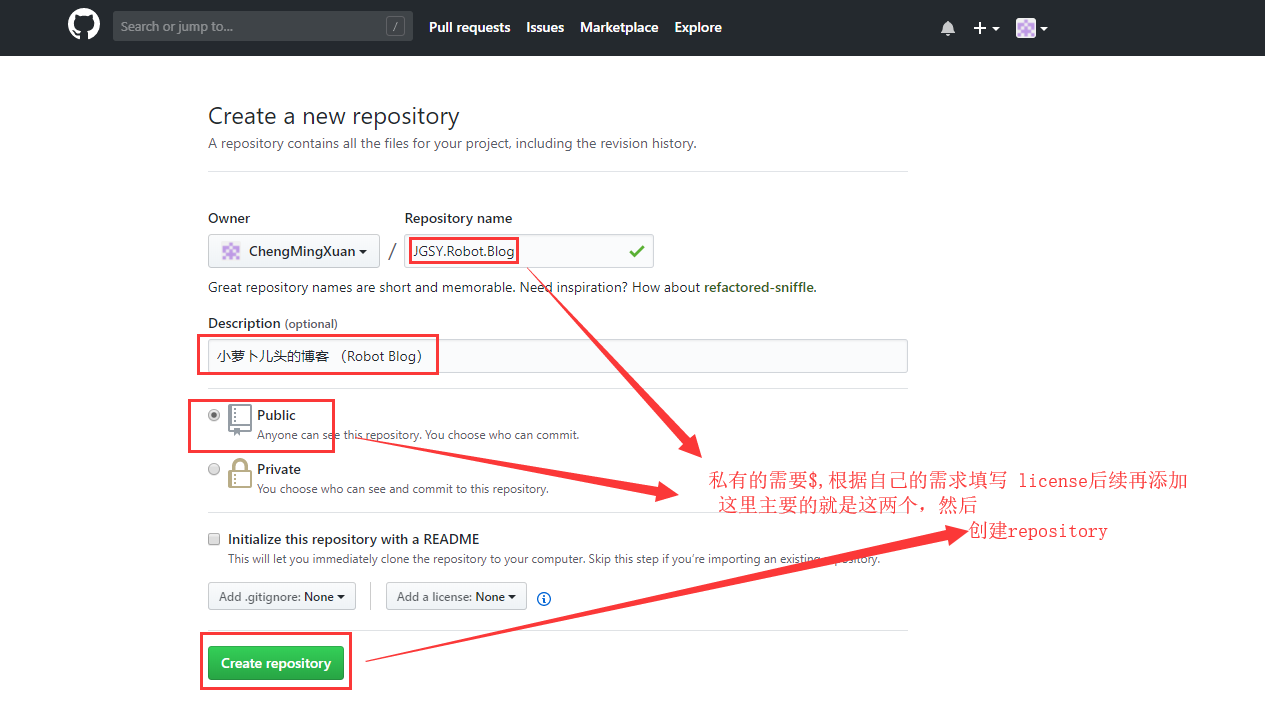 Search or jump to... /
Pull requests Issues Marketplace Explore
Create a new repository
A repository contains all the files for your project, including the revision history.
Owner Repository name
ChengMingXuan / JGSY.Robot.Blog
Great repository names are short and memorable. Need inspiration? How about refactored-sniffle.
Description (optional)
小萝卜儿头的博客 （Robot Blog）
Public
Anyone can see this repository. You choose who can commit.
Private
You choose who can see and commit to this repository.
私有的需要$,根据自己的需求填写 license后续再添加
这里主要的就是这两个，然后
创建repository
Initialize this repository with a README
This will let you immediately clone the repository to your computer. Skip this step if you're importing an existing repository.
Add .gitignore: None Add a license: None
Create repository